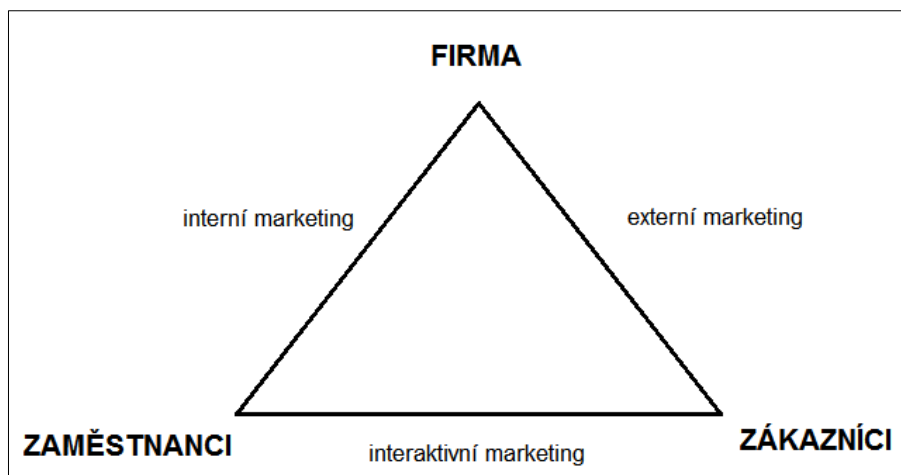 FIRMA
interní marketing
externí marketing
ZAMĚSTNANCI
interaktivní marketing
ZÁKAZNÍCI